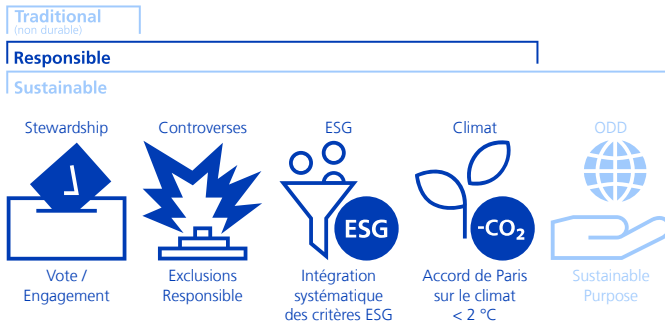 Traditional
(non durable)
Responsible
Sustainable
Stewardship
Controverses
ESG
Climat
ODD
ESG
-CO₂
Vote /
Engagement
Exclusions
Responsible
Intégration
systématique
des critères ESG
Accord de Paris
sur le climat
< 2 °C
Sustainable
Purpose